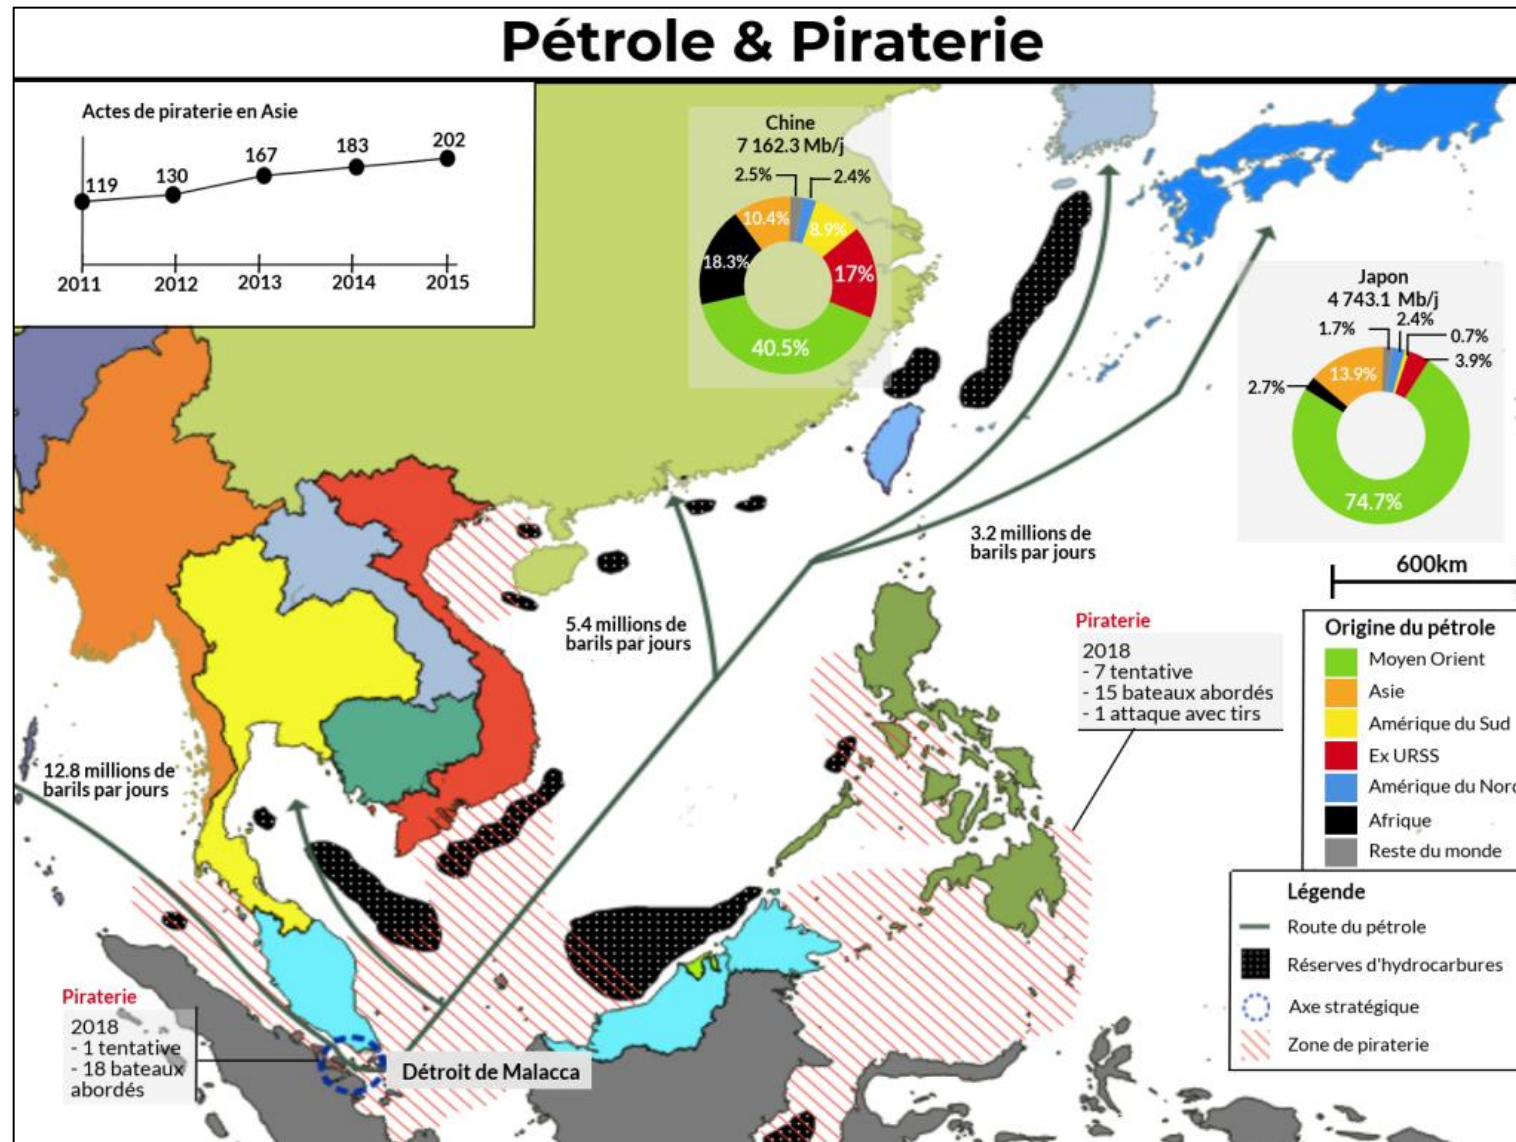 Pétrole & Piraterie
Actes de piraterie en Asie
119
130
167
183
202
2011
2012
2013
2014
2015
Chine
7 162.3 Mb/j
2.5%
2.4%
10.4%
8.9%
18.3%
17%
40.5%
Japon
4 743.1 Mb/j
1.7%
2.4%
0.7%
3.9%
2.7%
13.9%
74.7%
3.2 millions de
barils par jours
600km
5.4 millions de
barils par jours
Piraterie
2018
- 7 tentative
- 15 bateaux abordés
- 1 attaque avec tirs
Origine du pétrole
Moyen Orient
Asie
Amérique du Sud
Ex URSS
Amérique du Nord
Afrique
Reste du monde
12.8 millions de
barils par jours
Légende
Route du pétrole
Réserves d'hydrocarbures
Axe stratégique
Zone de piraterie
Piraterie
2018
- 1 tentative
- 18 bateaux
abordés
Détroit de Malacca